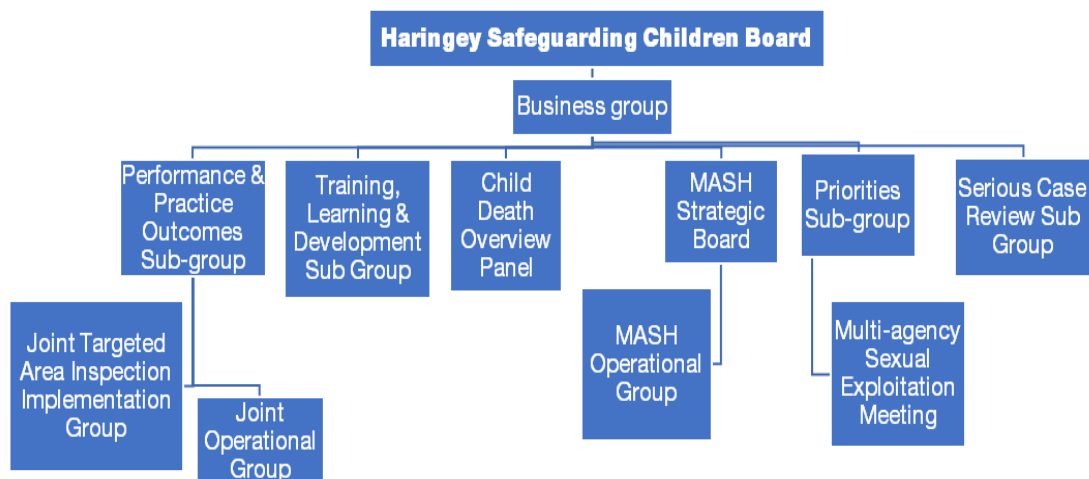 Haringey Safeguarding Children Board
Business group
Performance &
Practice
Outcomes
Sub-group
Training,
Learning &
Development
Sub Group
Child
Death
Overview
Panel
MASH
Strategic
Board
Priorities
Sub-group
Serious Case
Review Sub
Group
Joint Targeted
Area Inspection
Implementation
Group
Joint
Operational
Group
MASH
Operational
Group
Multi-agency
Sexual
Exploitation
Meeting